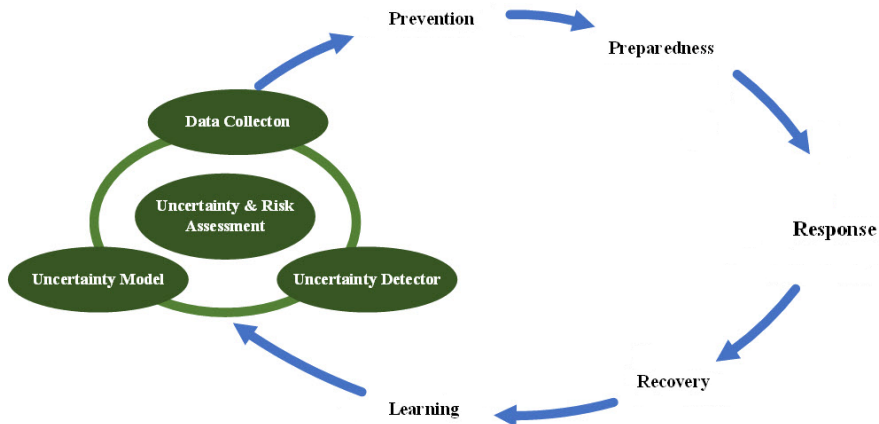 Prevention
Preparedness
Data Collecton
Uncertainty & Risk
Assessment
Response
Uncertainty Model
Uncertainty Detector
Recovery
Learning